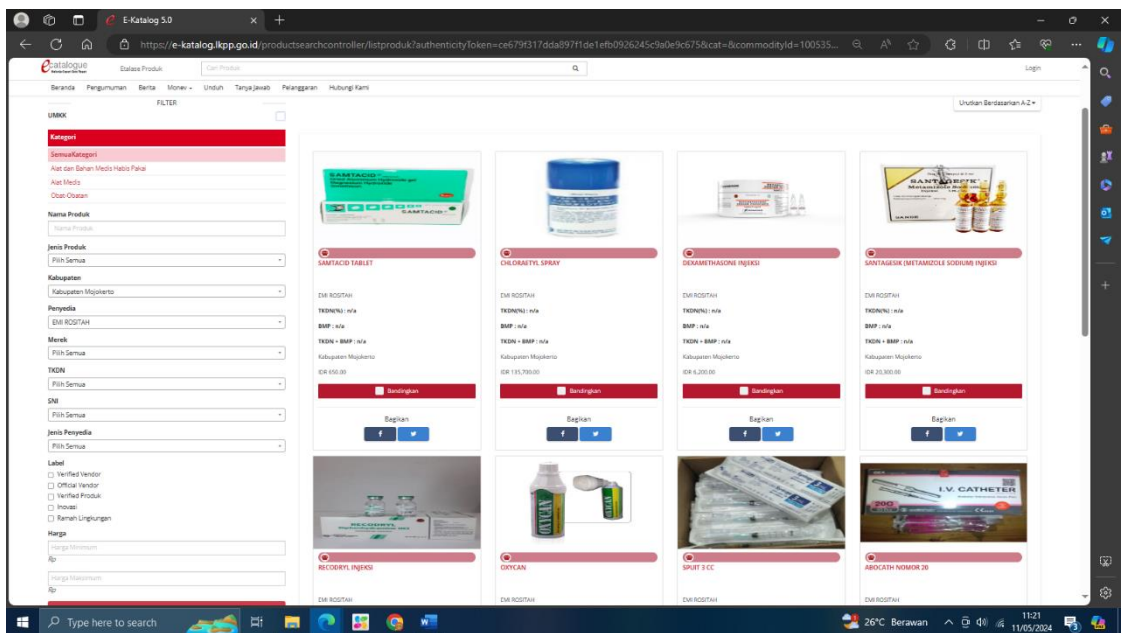 E-Katalog 5.0
https://e-katalog.lkpp.go.id/productsearchcontroller/listproduk?authenticityToken=ce679f317dda897f1de1efb0926245c9a0e9c675&cat=&commodityId=100535...
ecatalogue
Etalase Produk
Cari Produk
Login
Beranda Pengumuman Berita Monev Unduh Tanya Jawab Pelanggaran Hubungi Kami
FILTER
Urutkan Berdasarkan A-Z
UMKK
Kategori
SemuaKategori
Alat dan Bahan Medis Habis Pakai
Alat Medis
Obat-Obatan
Nama Produk
Nama Produk
Jenis Produk
Pilih Semua
Kabupaten
Kabupaten Mojokerto
Penyedia
EMI ROSITAH
Merek
Pilih Semua
TKDN
Pilih Semua
SNI
Pilih Semua
Jenis Penyedia
Pilih Semua
Label
Verified Vendor
Official Vendor
Verified Produk
Inovasi
Ramah Lingkungan
Harga
Harga Minimum
Rp
Harga Maximum
Rp
SAMTACID
SAMTACID
SAMTACID TABLET
EMI ROSITAH
TKDN(%) : n/a
BMP : n/a
TKDN + BMP : n/a
Kabupaten Mojokerto
IDR 650.00
Bandingkan
Bagikan
CHLORAETYL SPRAY
EMI ROSITAH
TKDN(%) : n/a
BMP : n/a
TKDN + BMP : n/a
Kabupaten Mojokerto
IDR 135,700.00
Bandingkan
Bagikan
DEXAMETHASONE INJEKSI
EMI ROSITAH
TKDN(%) : n/a
BMP : n/a
TKDN + BMP : n/a
Kabupaten Mojokerto
IDR 6,200.00
Bandingkan
Bagikan
SANTAGESIK (METAMIZOLE SODIUM) INJEKSI
EMI ROSITAH
TKDN(%) : n/a
BMP : n/a
TKDN + BMP : n/a
Kabupaten Mojokerto
IDR 20,300.00
Bandingkan
Bagikan
RECODRYL
RECODRYL INJEKSI
EMI ROSITAH
OXYCAN
OXYCAN
EMI ROSITAH
SPUIT 3 CC
EMI ROSITAH
I.V. CATHETER
20G
ABOCATH NOMOR 20
EMI ROSITAH
Type here to search
26°C Berawan
11:21
11/05/2024